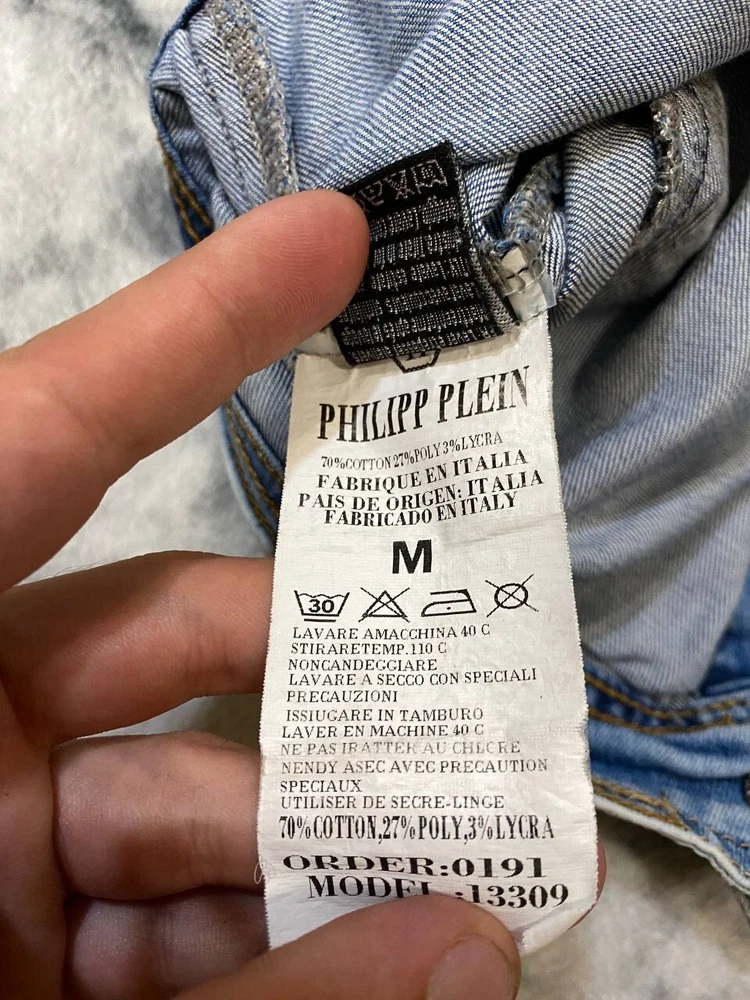 PHILIPP PLEIN
70%COTTON 27%POLY 3%LYCRA
FABRIQUE EN ITALIA
PAIS DE ORIGEN: ITALIA
FABRICADO EN ITALY
M
30
LAVARE AMACCHINA 40 C
STIRARETEMP.110 C
NONCANDEGGIARE
LAVARE A SECCO CON SPECIALI
PRECAUZIONI
ISSIUGARE IN TAMBURO
LAVER EN MACHINE 40 C
NE PAS IRATTER AU CHLCRE
NENDY ASEC AVEC PRECAUTION
SPECIAUX
UTILISER DE SECRE-LINGE
70%COTTON,27%POLY,3%LYCRA
ORDER:0191
MODEL :13309